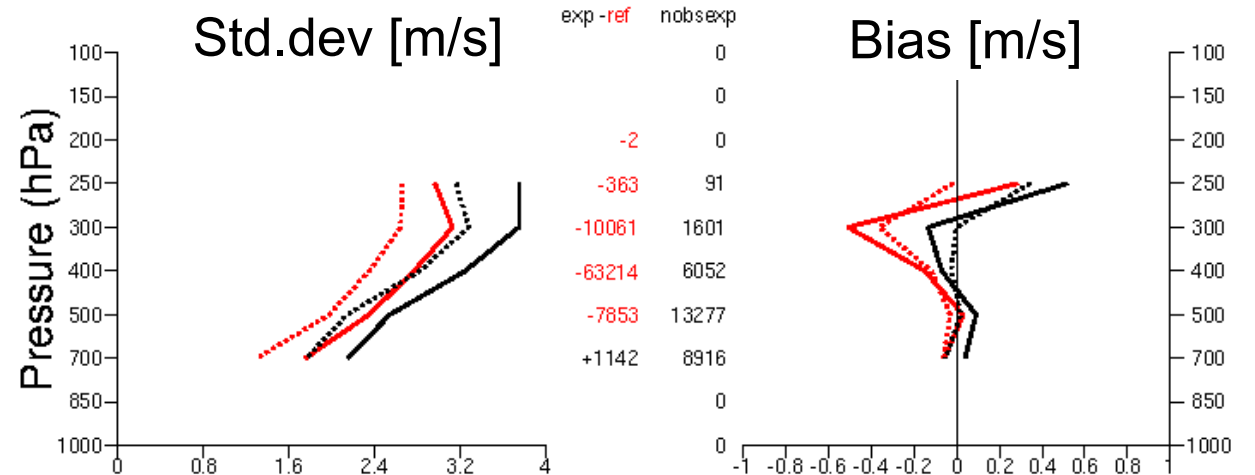 exp -ref nobsexp
Std.dev [m/s] Bias [m/s]
100 0 100
150 0 150
200 -2 0 200
250 -363 91 250
300 -10061 1601 300
400 -63214 6052 400
500 -7853 13277 500
700 +1142 8916 700
850 0 850
1000 0 1000
0 0.8 1.6 2.4 3.2 4 -1 -0.8 -0.6 -0.4 -0.2 0 0.2 0.4 0.6 0.8 1
Pressure (hPa)